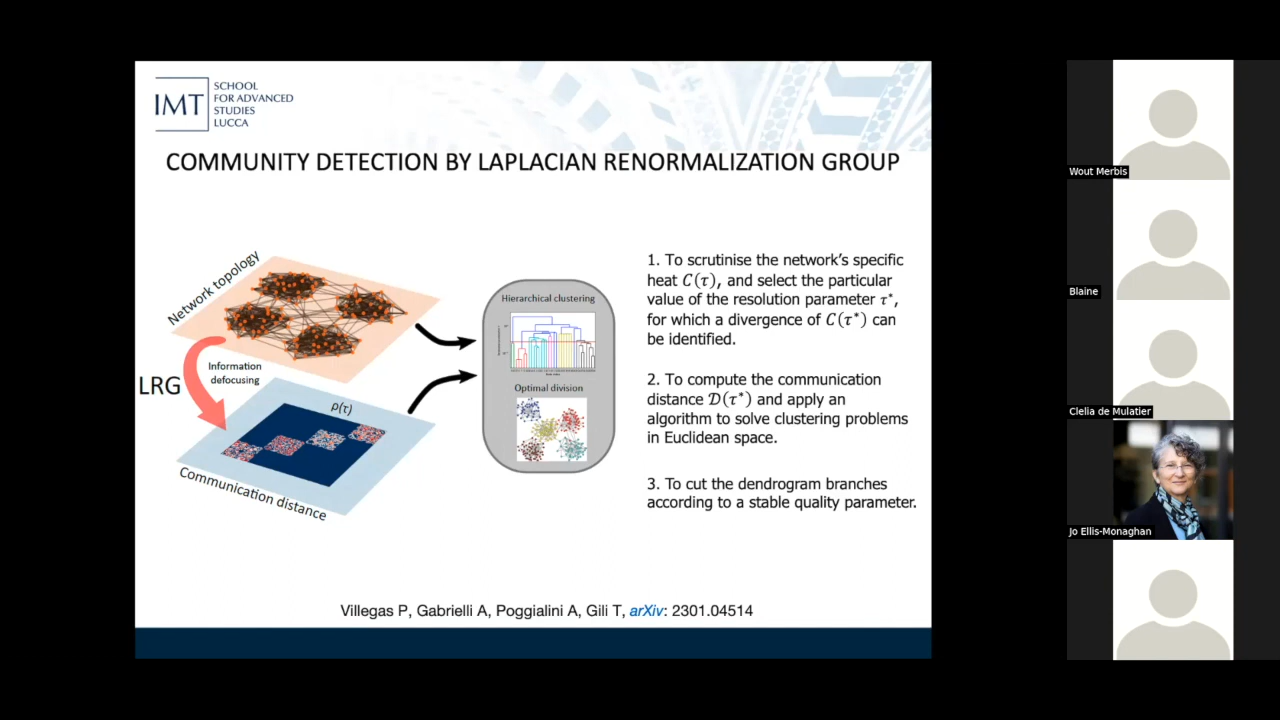 SCHOOL
FOR ADVANCED
IMT STUDIES
LUCCA
COMMUNITY DETECTION BY LAPLACIAN RENORMALIZATION GROUP
Network topology
LRG
Information
defocusing
ρ(τ)
Communication distance
Hierarchical clustering
Optimal division
1. To scrutinise the network’s specific
heat C(τ), and select the particular
value of the resolution parameter τ*,
for which a divergence of C(τ*) can
be identified.
2. To compute the communication
distance 𝒟(τ*) and apply an
algorithm to solve clustering problems
in Euclidean space.
3. To cut the dendrogram branches
according to a stable quality parameter.
Villegas P, Gabrielli A, Poggialini A, Gili T, arXiv: 2301.04514
Wout Merbis
Blaine
Clelia de Mulatier
Jo Ellis-Monaghan